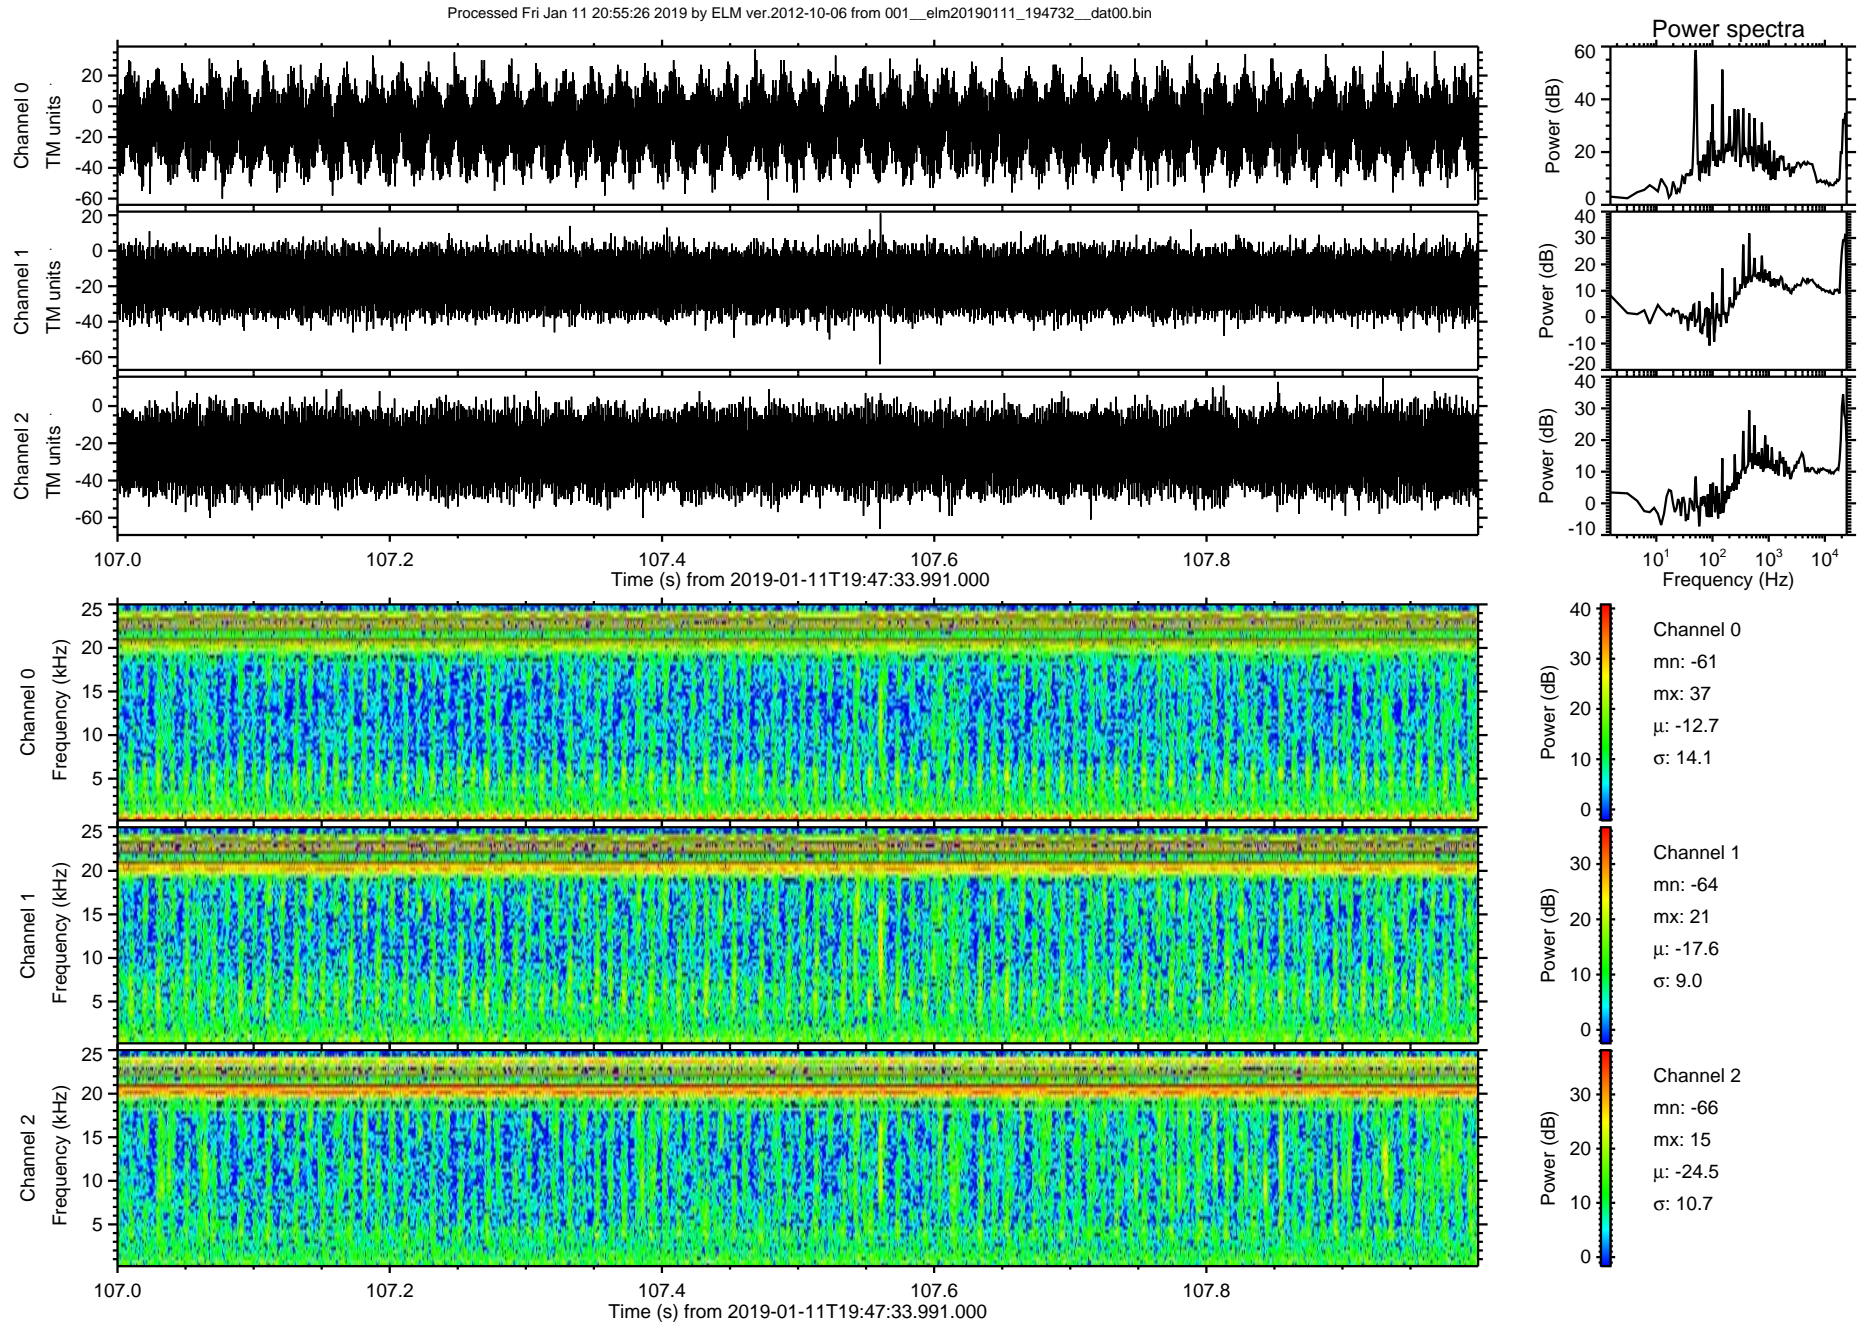 Processed Fri Jan 11 20:55:26 2019 by ELM ver.2012-10-06 from 001__elm20190111_194732__dat00.bin
Power spectra
Channel 0
TM units
20
0
-20
-40
-60
Power (dB)
60
40
20
0
Channel 1
TM units
20
0
-20
-40
-60
Power (dB)
40
30
20
10
0
-10
-20
Channel 2
TM units
0
-20
-40
-60
Power (dB)
40
30
20
10
0
-10
107.0 107.2 107.4 107.6 107.8
Time (s) from 2019-01-11T19:47:33.991.000
10¹ 10² 10³ 10⁴
Frequency (Hz)
Channel 0
Frequency (kHz)
25
20
15
10
5
Power (dB)
40
30
20
10
0
Channel 0
mn: -61
mx: 37
μ: -12.7
σ: 14.1
Channel 1
Frequency (kHz)
25
20
15
10
5
Power (dB)
30
20
10
0
Channel 1
mn: -64
mx: 21
μ: -17.6
σ: 9.0
Channel 2
Frequency (kHz)
25
20
15
10
5
Power (dB)
30
20
10
0
Channel 2
mn: -66
mx: 15
μ: -24.5
σ: 10.7
107.0 107.2 107.4 107.6 107.8
Time (s) from 2019-01-11T19:47:33.991.000